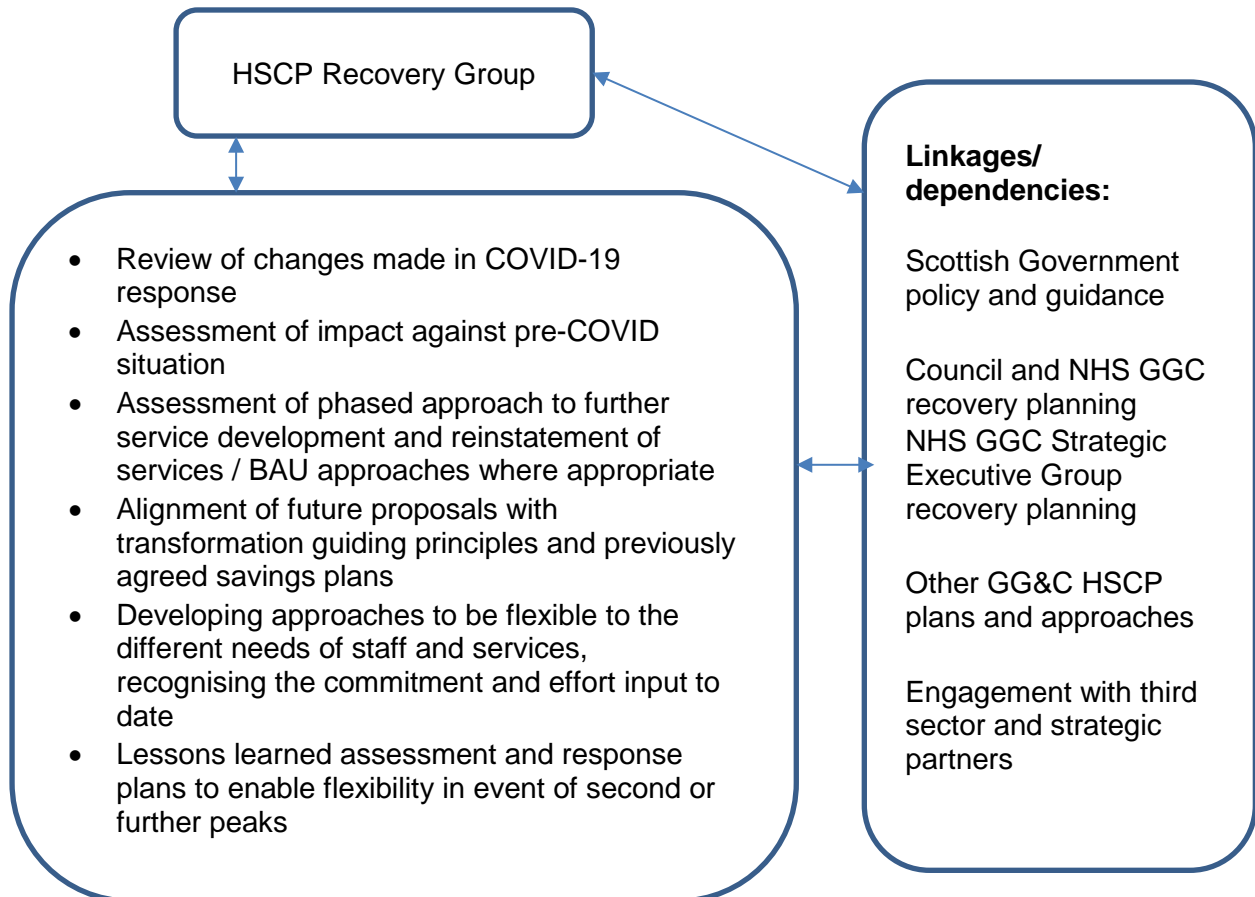 HSCP Recovery Group
• Review of changes made in COVID-19
response
• Assessment of impact against pre-COVID
situation
• Assessment of phased approach to further
service development and reinstatement of
services / BAU approaches where appropriate
• Alignment of future proposals with
transformation guiding principles and previously
agreed savings plans
• Developing approaches to be flexible to the
different needs of staff and services,
recognising the commitment and effort input to
date
• Lessons learned assessment and response
plans to enable flexibility in event of second or
further peaks
Linkages/
dependencies:
Scottish Government
policy and guidance
Council and NHS GGC
recovery planning
NHS GGC Strategic
Executive Group
recovery planning
Other GG&C HSCP
plans and approaches
Engagement with third
sector and strategic
partners